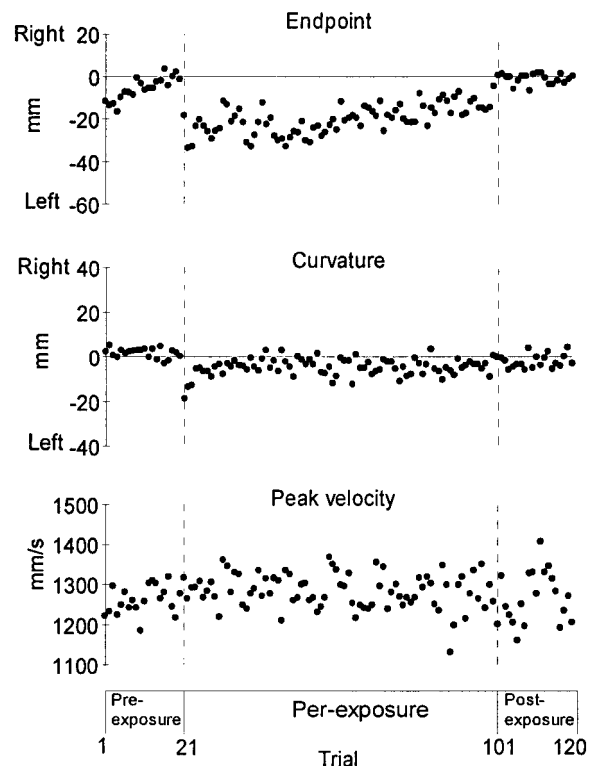 Endpoint
Right 20
0
mm
-20
-40
Left -60
Curvature
Right 40
20
mm
0
-20
Left -40
Peak velocity
1500
1400
mm/s
1300
1200
1100
Pre-
exposure
Per-exposure
Post-
exposure
1 21 101 120
Trial